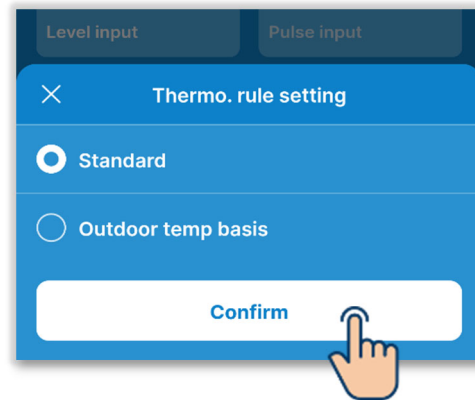 Level input
Pulse input
Thermo. rule setting
Standard
Outdoor temp basis
Confirm